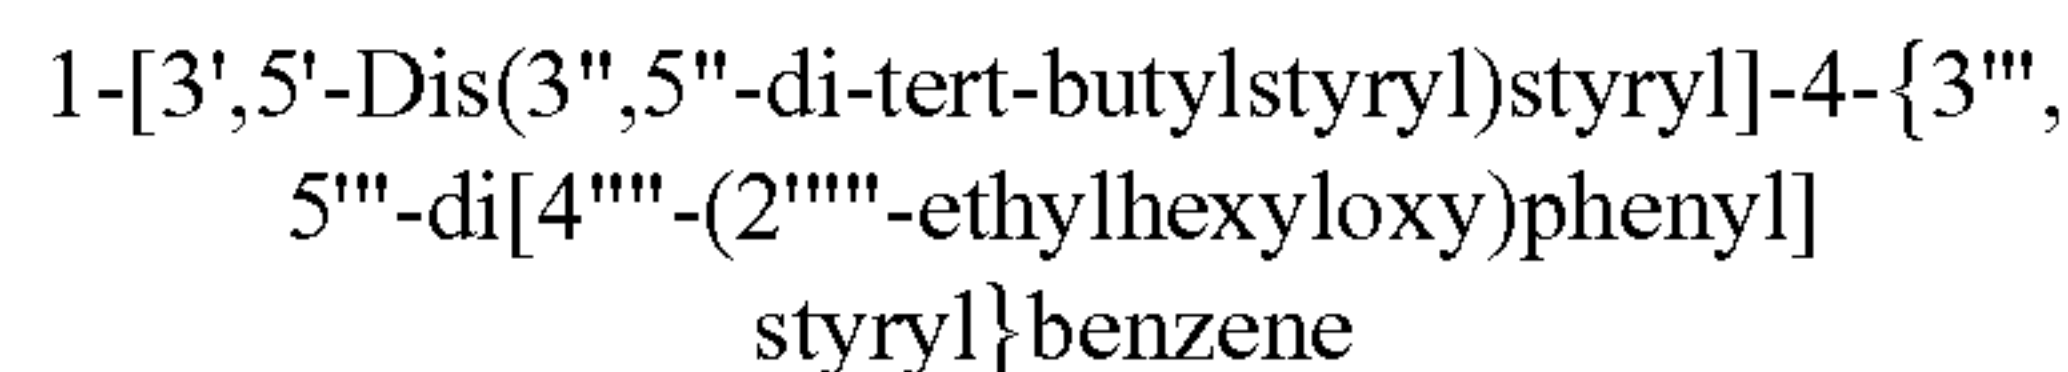 1-[3',5'-Dis(3",5"-di-tert-butylstyryl)styryl]-4-{3''',
5'''-di[4''''-(2'''''-ethylhexyloxy)phenyl]
styryl}benzene